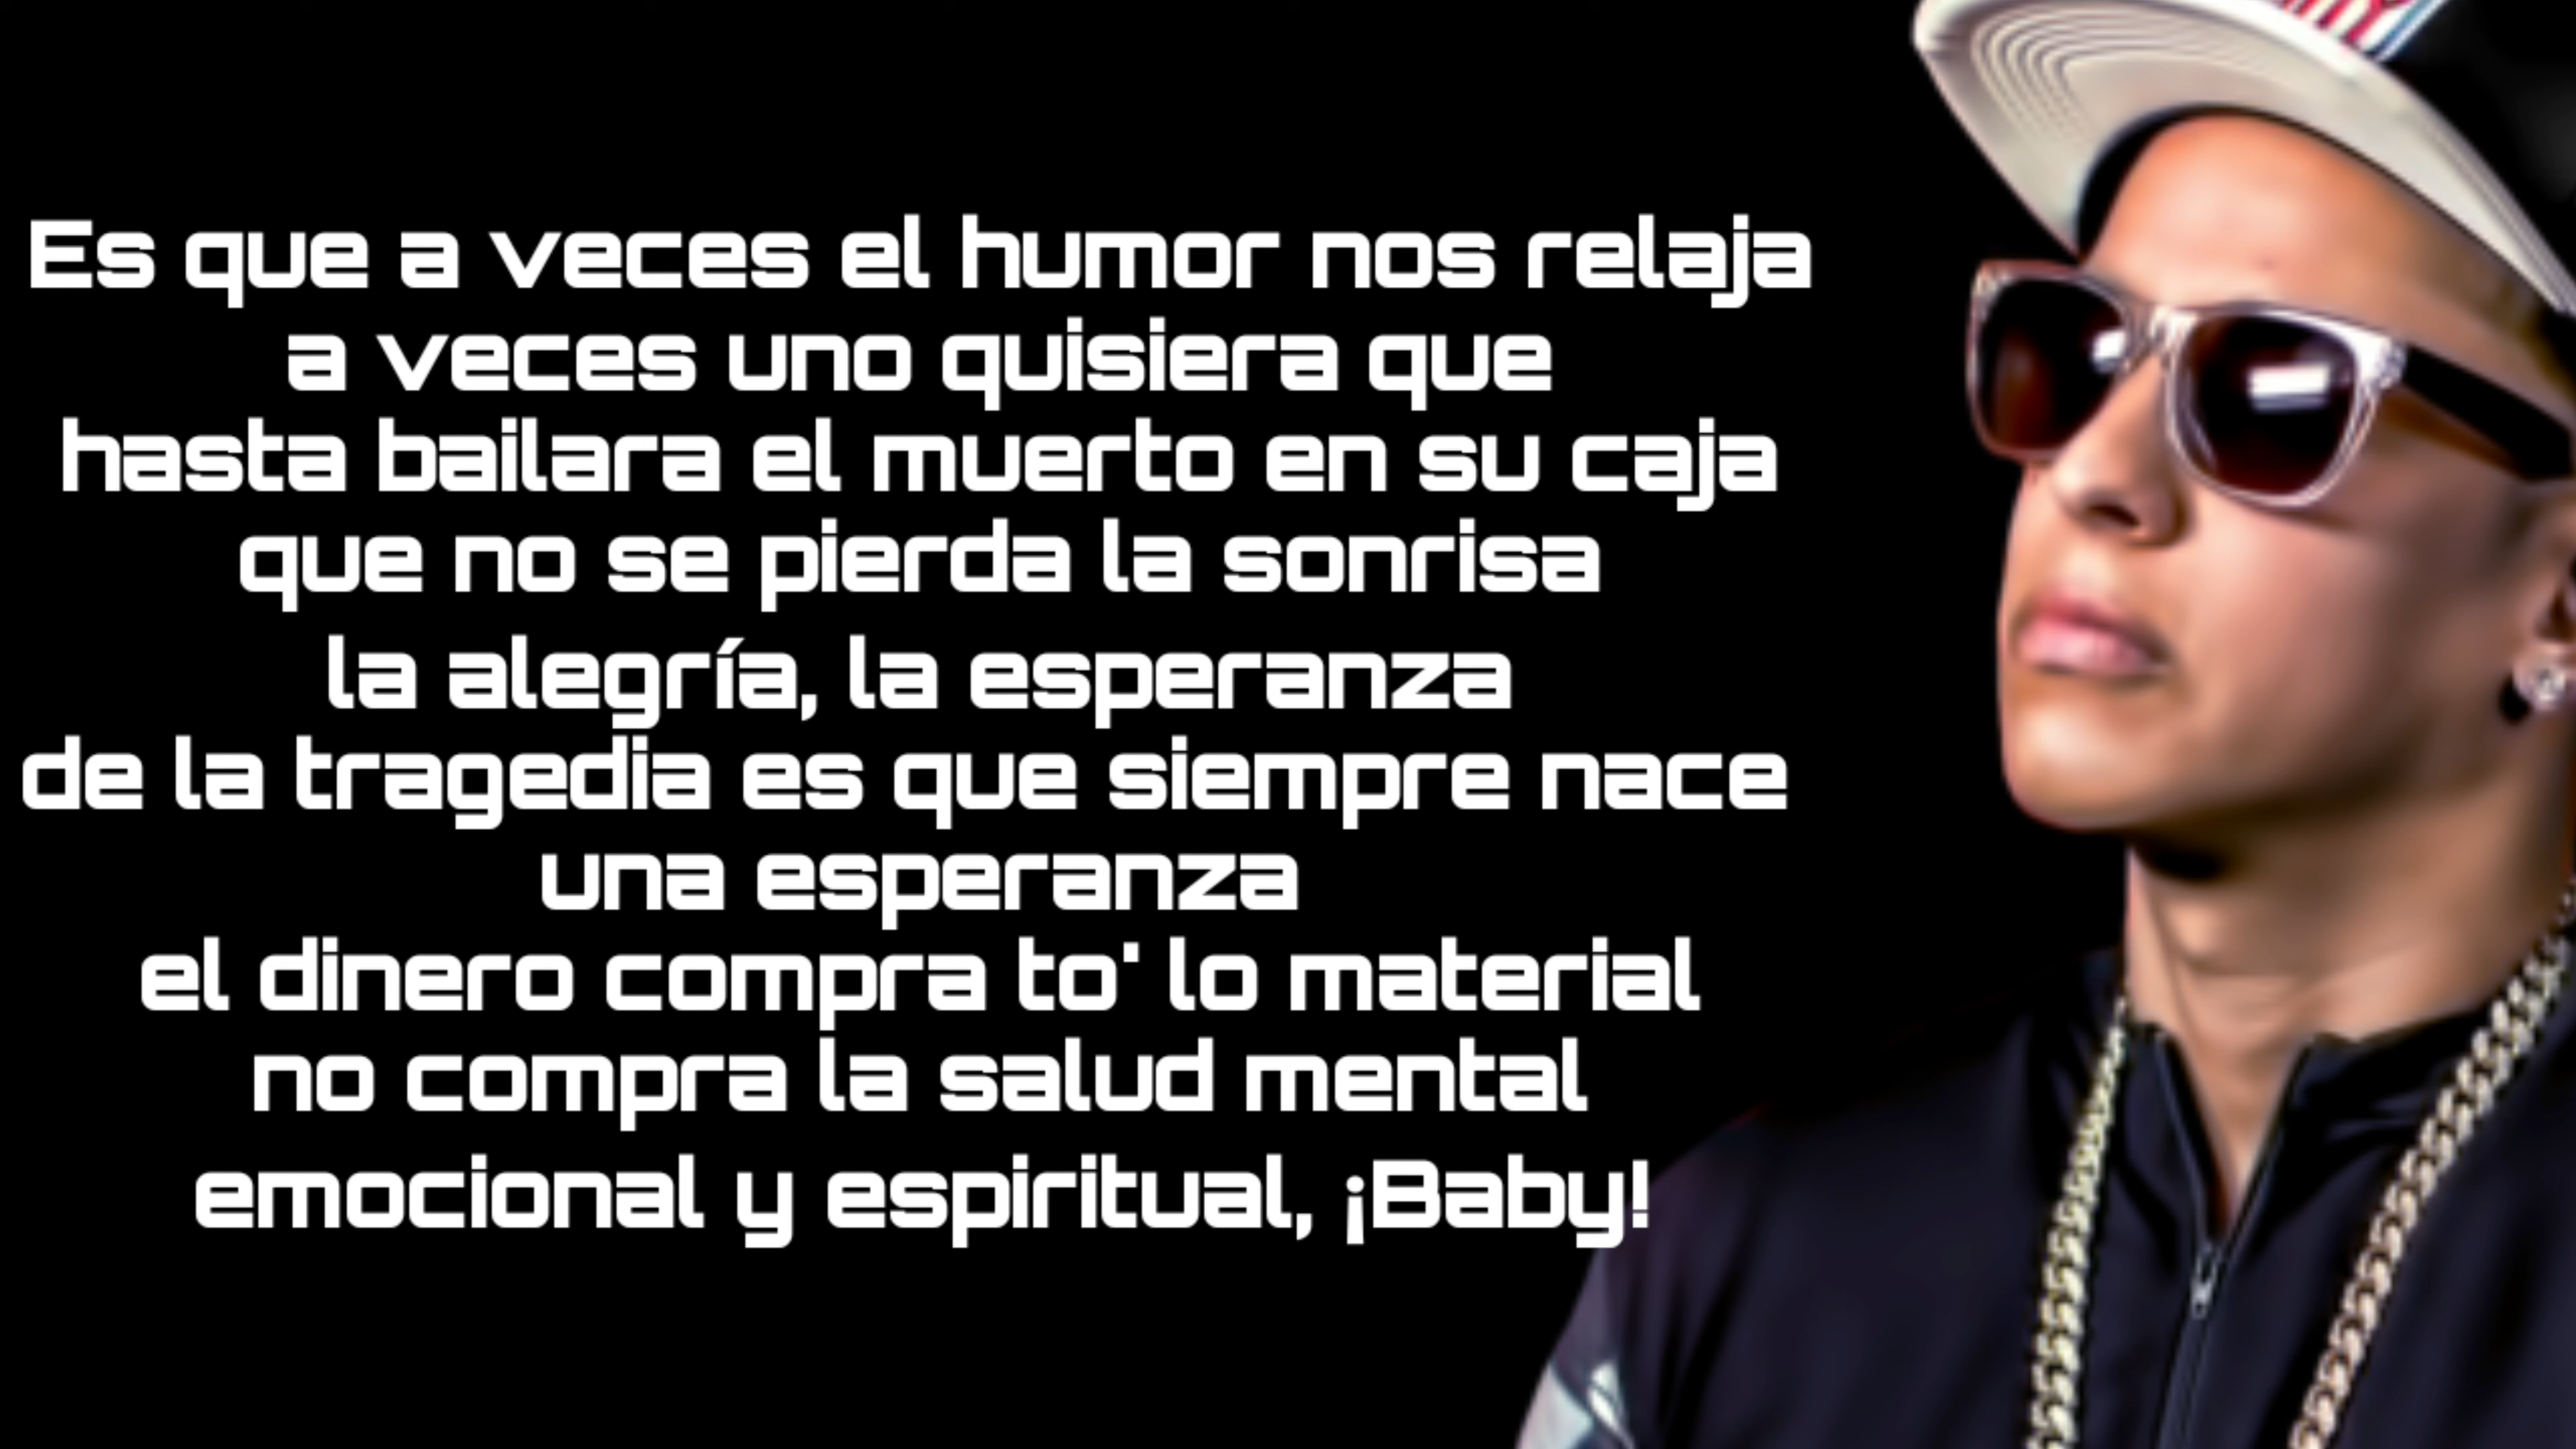 Es que a veces el humor nos relaja
a veces uno quisiera que
hasta bailara el muerto en su caja
que no se pierda la sonrisa
la alegría, la esperanza
de la tragedia es que siempre nace
una esperanza
el dinero compra to' lo material
no compra la salud mental
emocional y espiritual, ¡Baby!